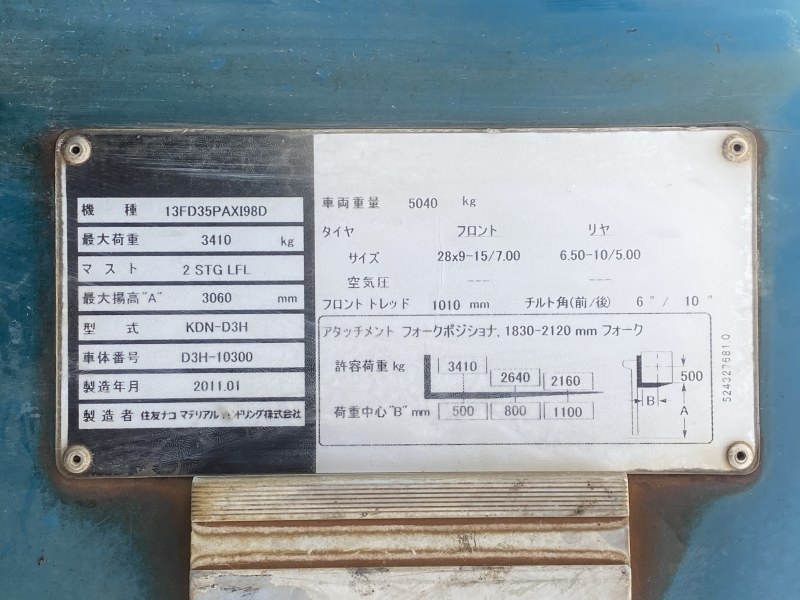 機種 13FD35PAXI98D
最大荷重 3410 kg
マスト 2 STG LFL
最大揚高"A" 3060 mm
型式 KDN-D3H
車体番号 D3H-10300
製造年月 2011.01
製造者 住友ナコ マテリアル ドリング株式会社
車両重量 5040 kg
タイヤ フロント リヤ
サイズ 28x9-15/7.00 6.50-10/5.00
空気圧 --- ---
フロントトレッド 1010 mm チルト角(前/後) 6°/ 10°
アタッチメント フォークポジショナ, 1830-2120 mm フォーク
許容荷重 kg 3410 2640 2160
荷重中心"B" mm 500 800 1100
500
B
A
524327681.0